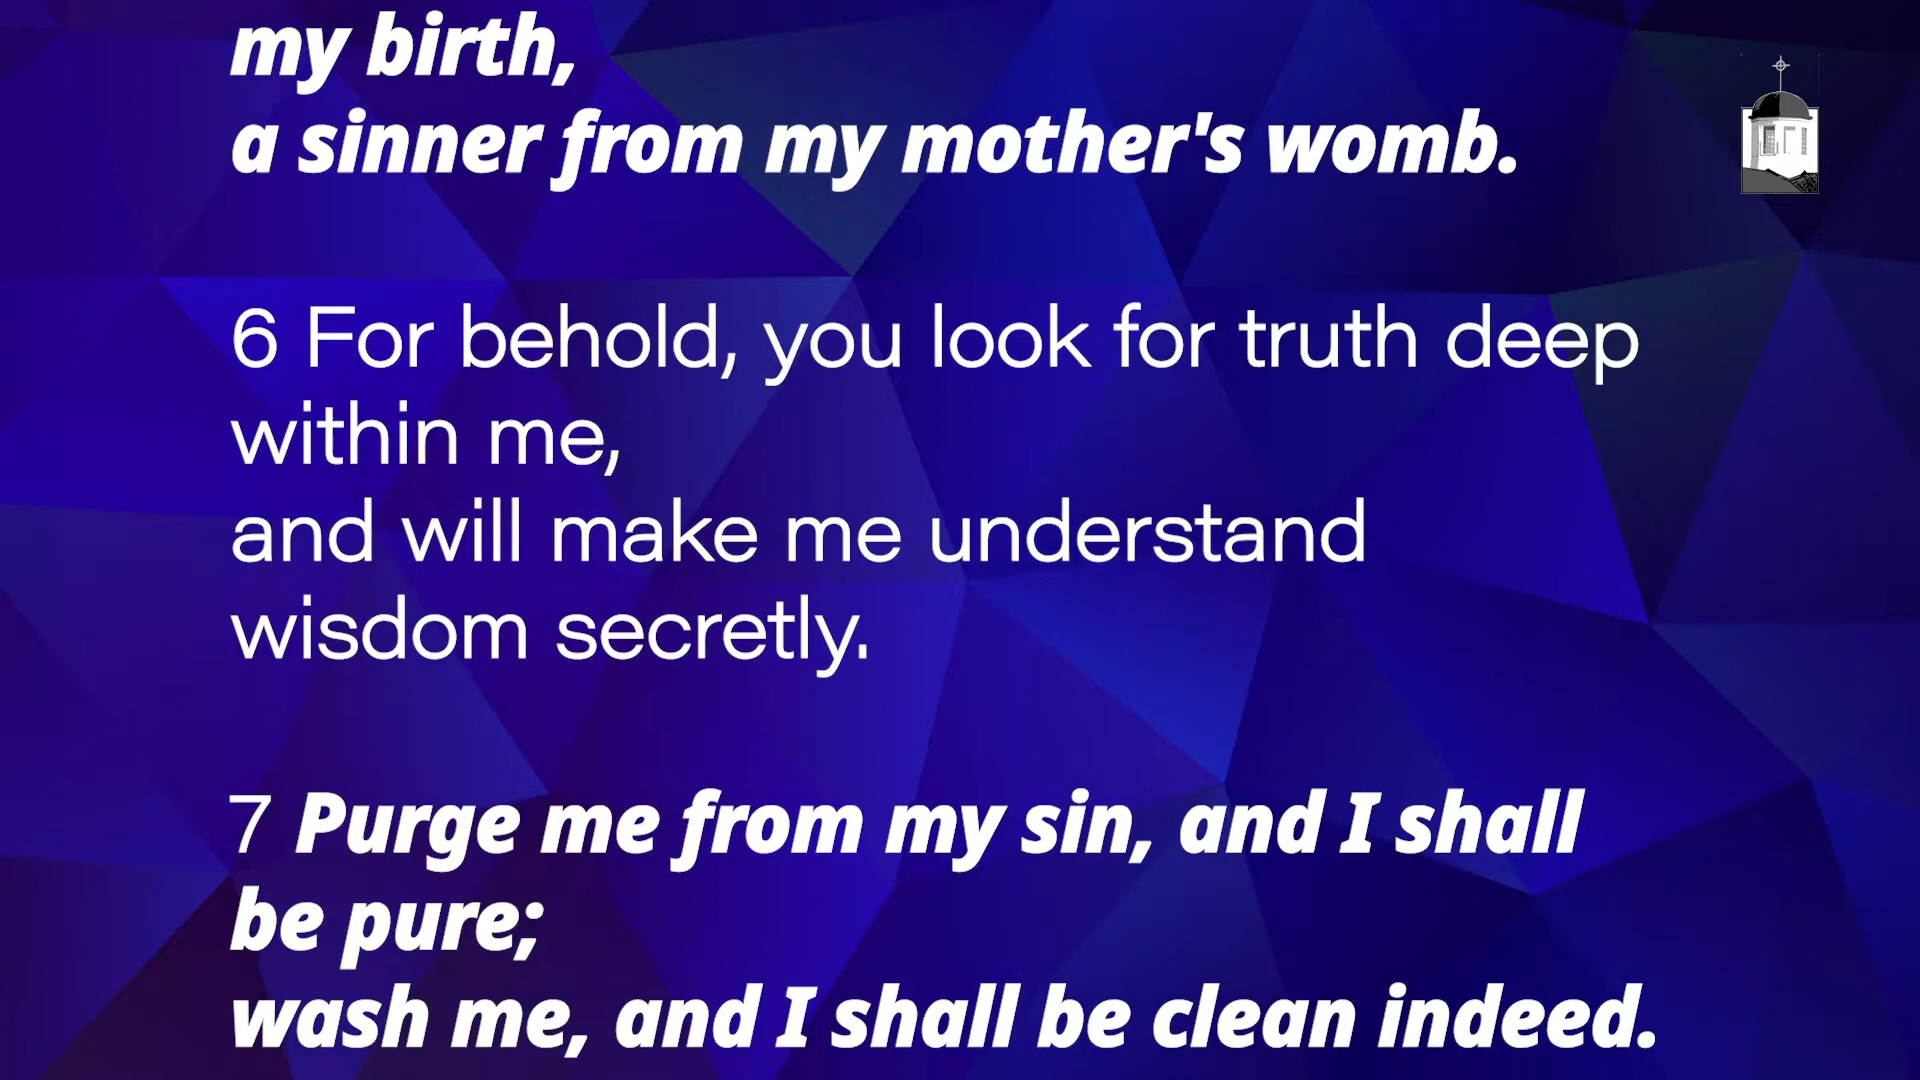 my birth,
a sinner from my mother's womb.
6 For behold, you look for truth deep
within me,
and will make me understand
wisdom secretly.
7 Purge me from my sin, and I shall
be pure;
wash me, and I shall be clean indeed.